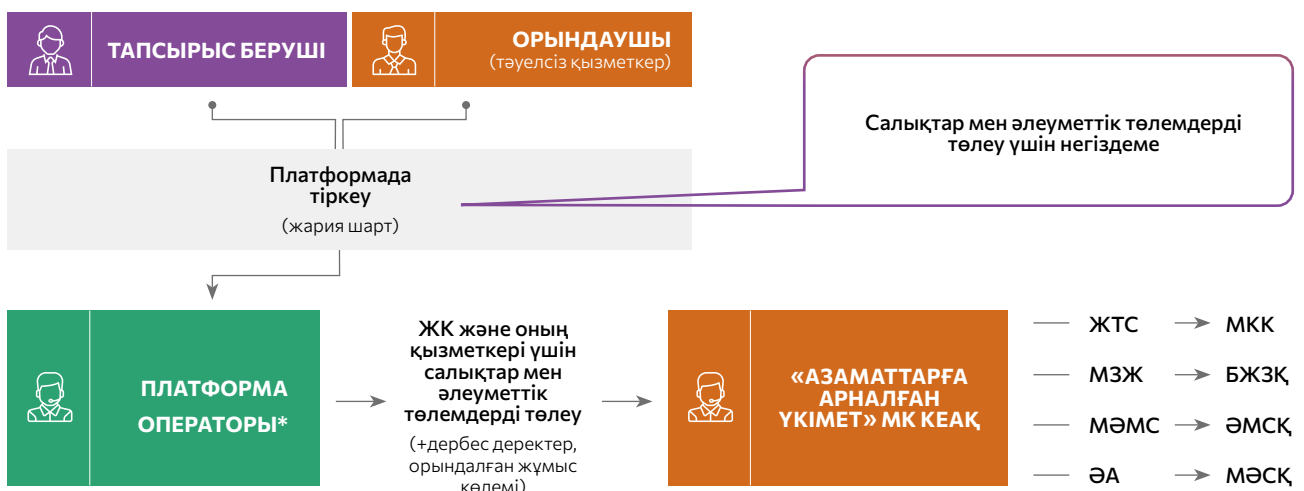 ТАПСЫРЫС БЕРУШІ
ОРЫНДАУШЫ
(тәуелсіз қызметкер)
Салықтар мен әлеуметтік төлемдерді
төлеу үшін негіздеме
Платформада
тіркеу
(жария шарт)
ПЛАТФОРМА
ОПЕРАТОРЫ*
ЖК және оның
қызметкері үшін
салықтар мен
әлеуметтік
төлемдерді төлеу
(+дербес деректер,
орындалған жұмыс
көлемі)
«АЗАМАТТАРҒА
АРНАЛҒАН
ҮКІМЕТ» МК КЕАҚ
ЖТС МКК
МЗЖ БЖЗҚ
МӘМС ӘМСҚ
ӘА МӘСҚ